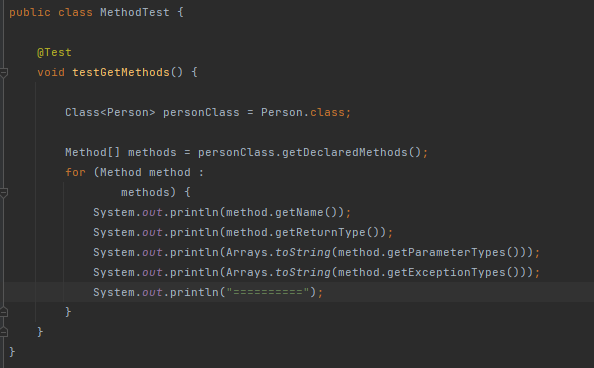 public class MethodTest {
@Test
void testGetMethods() {
Class<Person> personClass = Person.class;
Method[] methods = personClass.getDeclaredMethods();
for (Method method :
methods) {
System.out.println(method.getName());
System.out.println(method.getReturnType());
System.out.println(Arrays.toString(method.getParameterTypes()));
System.out.println(Arrays.toString(method.getExceptionTypes()));
System.out.println("==========");
}
}
}